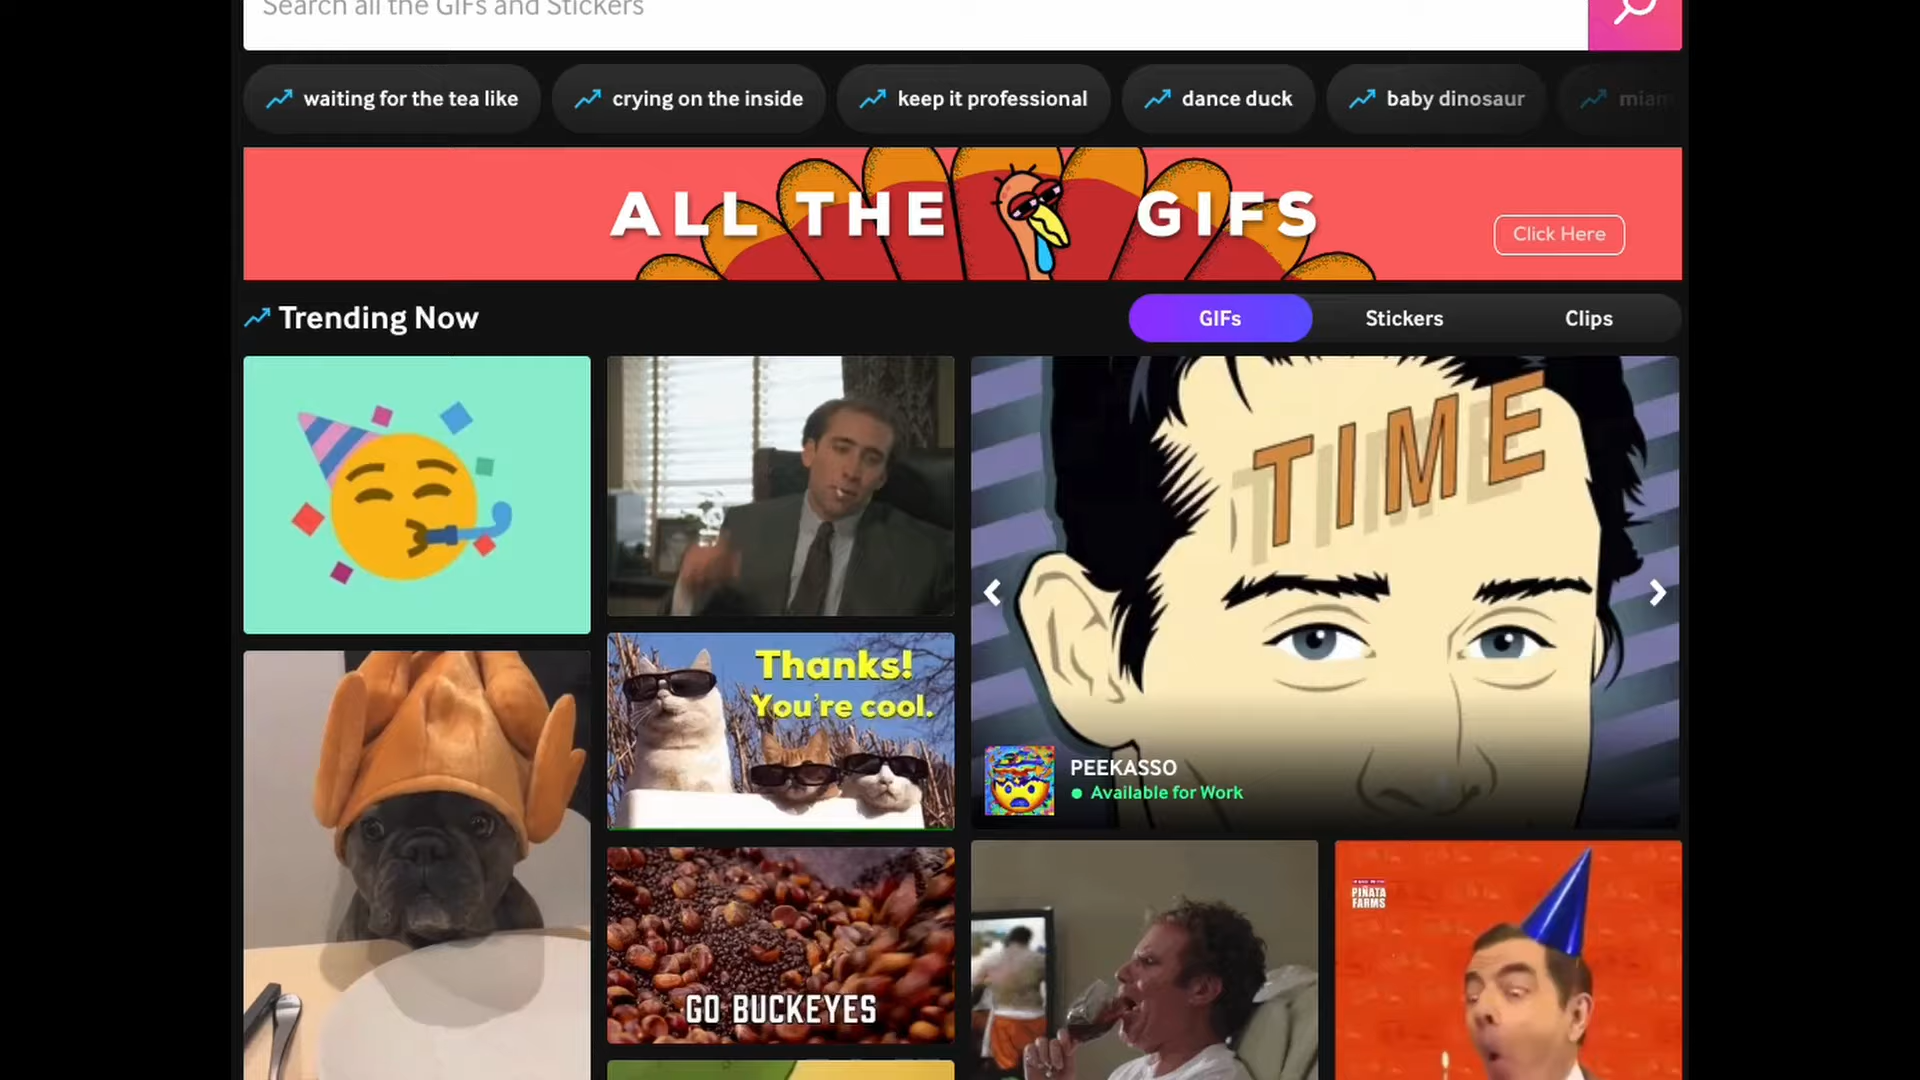 Search all the GIFs and Stickers
waiting for the tea like
crying on the inside
keep it professional
dance duck
baby dinosaur
ALL THE GIFS
Click Here
Trending Now
GIFs
Stickers
Clips
TIME
Thanks!
You're cool.
PEEKASSO
Available for Work
PIÑATA
FARMS
GO BUCKEYES